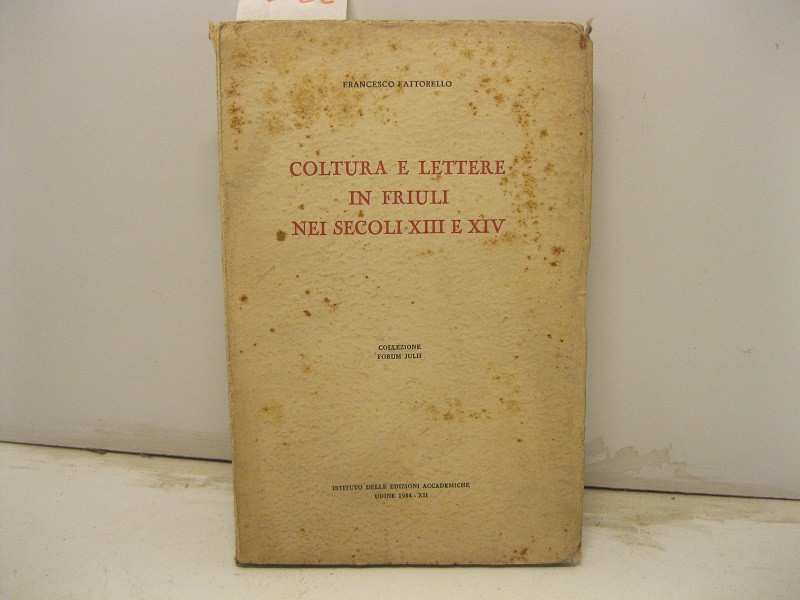 FRANCESCO FATTORELLO
COLTURA E LETTERE
IN FRIULI
NEI SECOLI XIII E XIV
COLLEZIONE
FORUM JULII
ISTITUTO DELLE EDIZIONI ACCADEMICHE
UDINE 1934 - XII